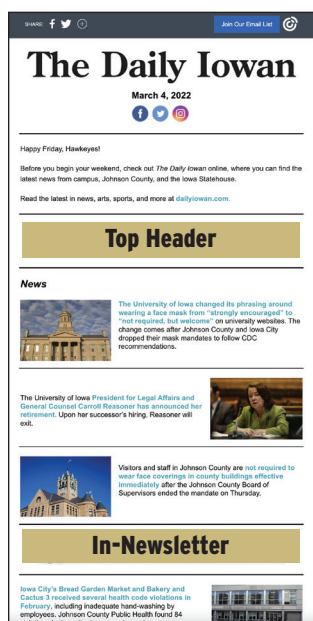 SHARE:
Join Our Email List
The Daily Iowan
March 4, 2022
Happy Friday, Hawkeyes!
Before you begin your weekend, check out The Daily Iowan online, where you can find the
latest news from campus, Johnson County, and the Iowa Statehouse.
Read the latest in news, arts, sports, and more at dailyiowan.com.
Top Header
News
The University of Iowa changed its phrasing around
wearing a face mask from “strongly encouraged” to
“not required, but welcome” on university websites. The
change comes after Johnson County and Iowa City
dropped their mask mandates to follow CDC
recommendations.
The University of Iowa President for Legal Affairs and
General Counsel Carroll Reasoner has announced her
retirement. Upon her successor's hiring, Reasoner will
exit.
Visitors and staff in Johnson County are not required to
wear face coverings in county buildings effective
immediately after the Johnson County Board of
Supervisors ended the mandate on Thursday.
In-Newsletter
Iowa City's Bread Garden Market and Bakery and
Cactus 3 received several health code violations in
February, including inadequate hand-washing by
employees. Johnson County Public Health found 84